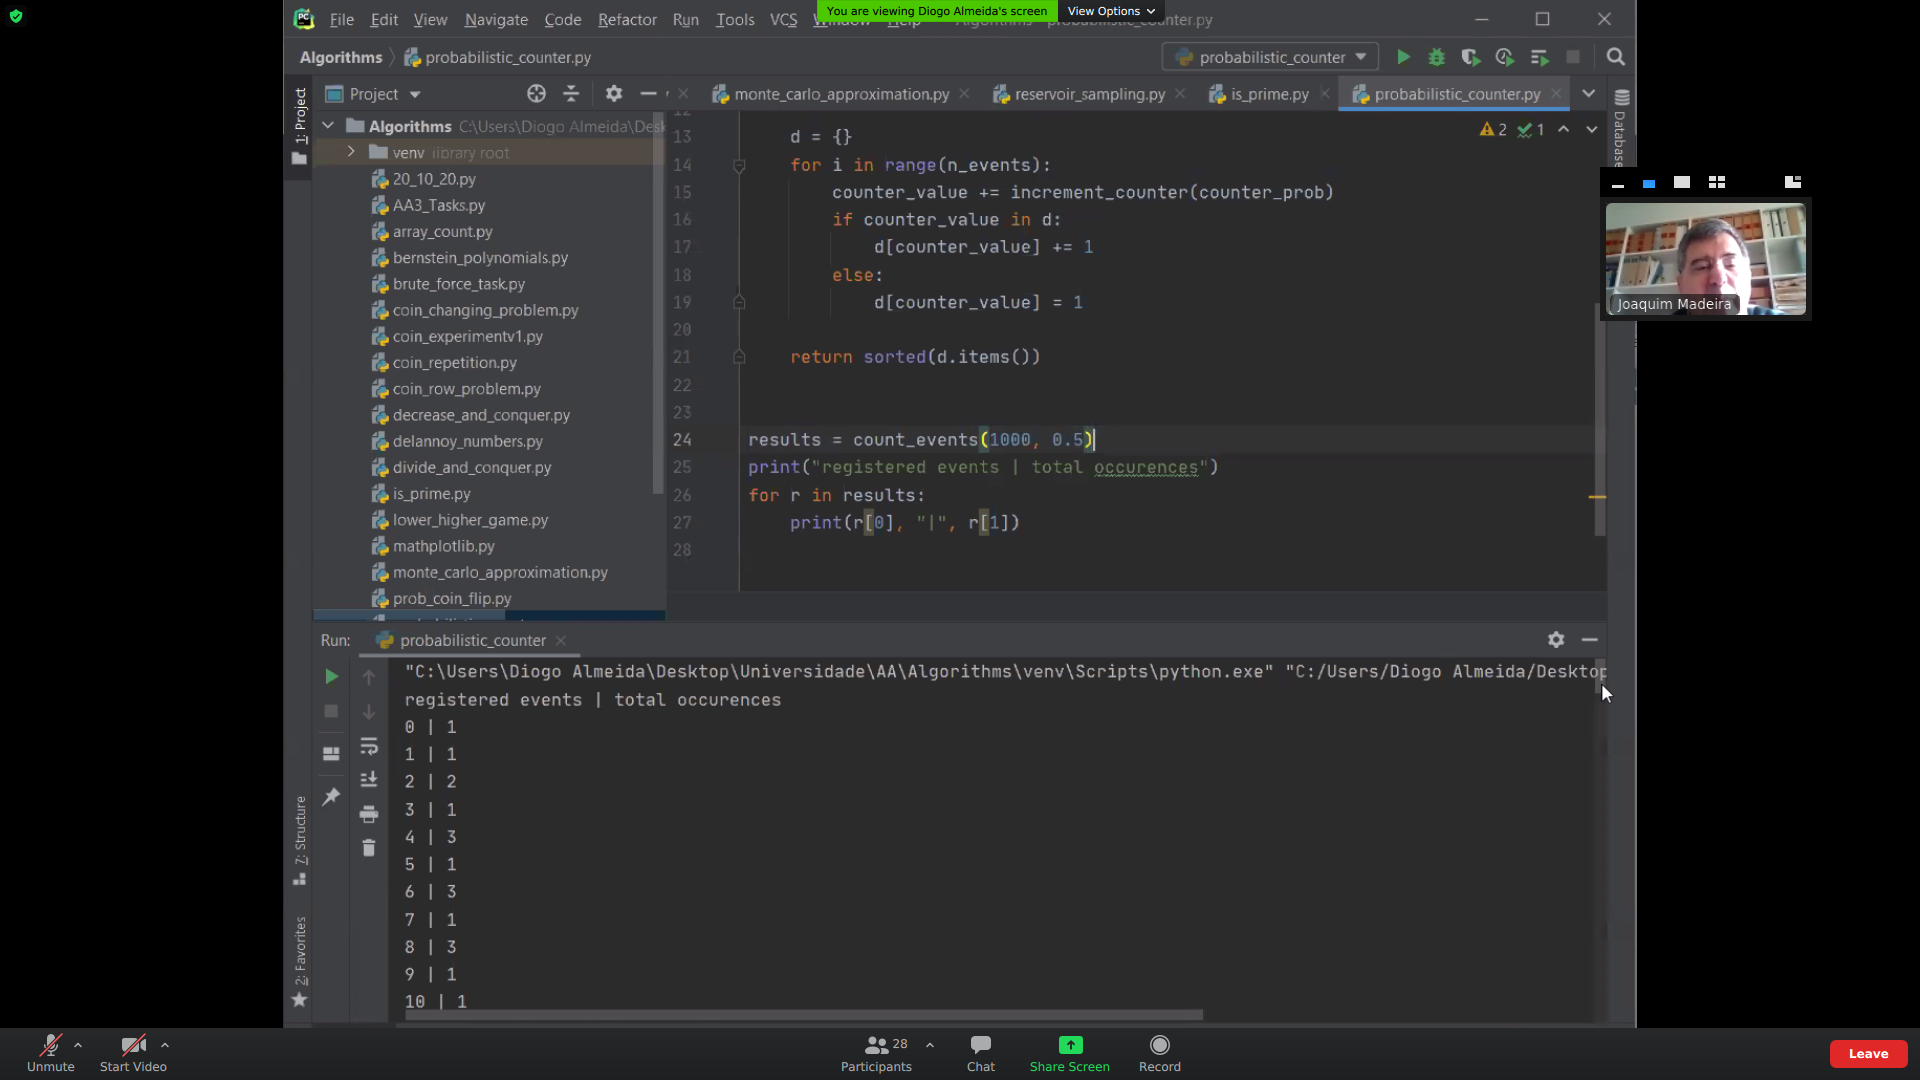 You are viewing Diogo Almeida's screen
View Options
File Edit View Navigate Code Refactor Run Tools VCS Window Help
Algorithms - probabilistic_counter.py
Algorithms
probabilistic_counter.py
probabilistic_counter
1: Project
Project
monte_carlo_approximation.py
reservoir_sampling.py
is_prime.py
probabilistic_counter.py
Database
Algorithms C:\Users\Diogo Almeida\Desk
venv library root
20_10_20.py
AA3_Tasks.py
array_count.py
bernstein_polynomials.py
brute_force_task.py
coin_changing_problem.py
coin_experimentv1.py
coin_repetition.py
coin_row_problem.py
decrease_and_conquer.py
delannoy_numbers.py
divide_and_conquer.py
is_prime.py
lower_higher_game.py
mathplotlib.py
monte_carlo_approximation.py
prob_coin_flip.py
2 1
12
13 d = {}
14 for i in range(n_events):
15 counter_value += increment_counter(counter_prob)
16 if counter_value in d:
17 d[counter_value] += 1
18 else:
19 d[counter_value] = 1
20
21 return sorted(d.items())
22
23
24 results = count_events(1000, 0.5)
25 print("registered events | total occurences")
26 for r in results:
27 print(r[0], "|", r[1])
28
Joaquim Madeira
Run: probabilistic_counter
"C:\Users\Diogo Almeida\Desktop\Universidade\AA\Algorithms\venv\Scripts\python.exe" "C:/Users/Diogo Almeida/Desktop
registered events | total occurences
0 | 1
1 | 1
2 | 2
3 | 1
4 | 3
5 | 1
6 | 3
7 | 1
8 | 3
9 | 1
10 | 1
7: Structure
2: Favorites
Unmute
Start Video
28
Participants
Chat
Share Screen
Record
Leave